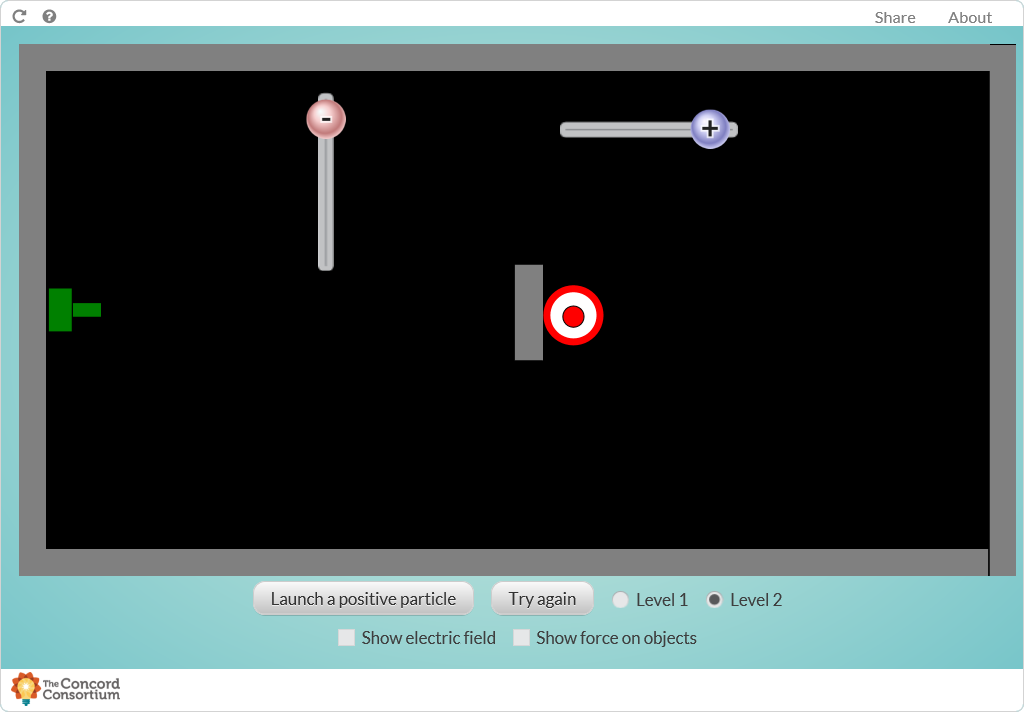 Share About
-
+
Launch a positive particle Try again Level 1 Level 2
Show electric field Show force on objects
The Concord
Consortium